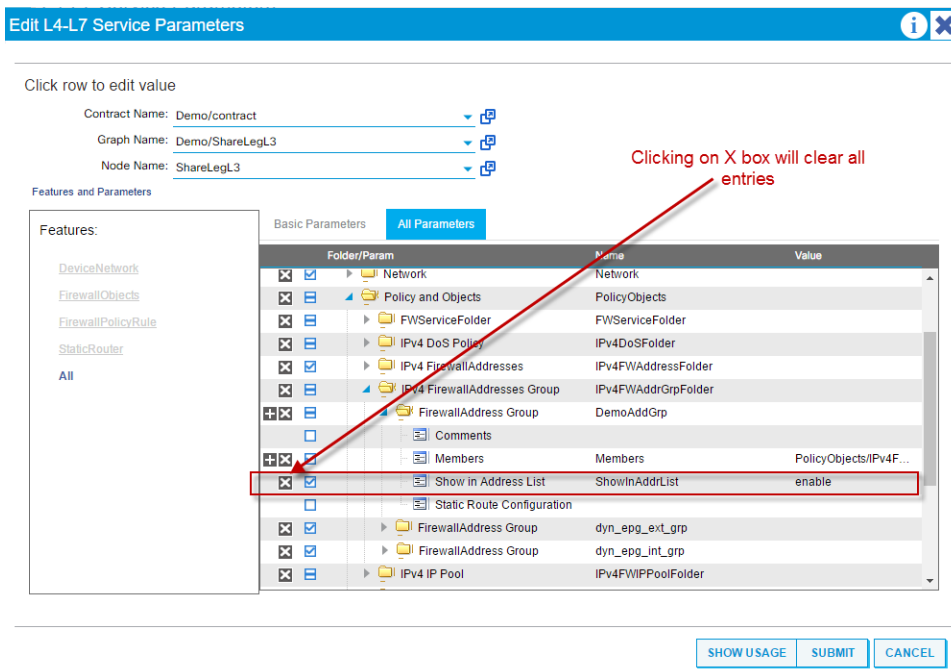 Edit L4-L7 Service Parameters
i
Click row to edit value
Contract Name: Demo/contract
Graph Name: Demo/ShareLegL3
Node Name: ShareLegL3
Clicking on X box will clear all
entries
Features and Parameters
Features:
DeviceNetwork
FirewallObjects
FirewallPolicyRule
StaticRouter
All
Basic Parameters All Parameters
Folder/Param Name Value
Network Network
Policy and Objects PolicyObjects
FWServiceFolder FWServiceFolder
IPv4 DoS Policy IPv4DoSFolder
IPv4 FirewallAddresses IPv4FWAddressFolder
IPv4 FirewallAddresses Group IPv4FWAddrGrpFolder
FirewallAddress Group DemoAddGrp
Comments
Members Members PolicyObjects/IPv4F...
Show in Address List ShowInAddrList enable
Static Route Configuration
FirewallAddress Group dyn_epg_ext_grp
FirewallAddress Group dyn_epg_int_grp
IPv4 IP Pool IPv4FWIPPoolFolder
SHOW USAGE SUBMIT CANCEL